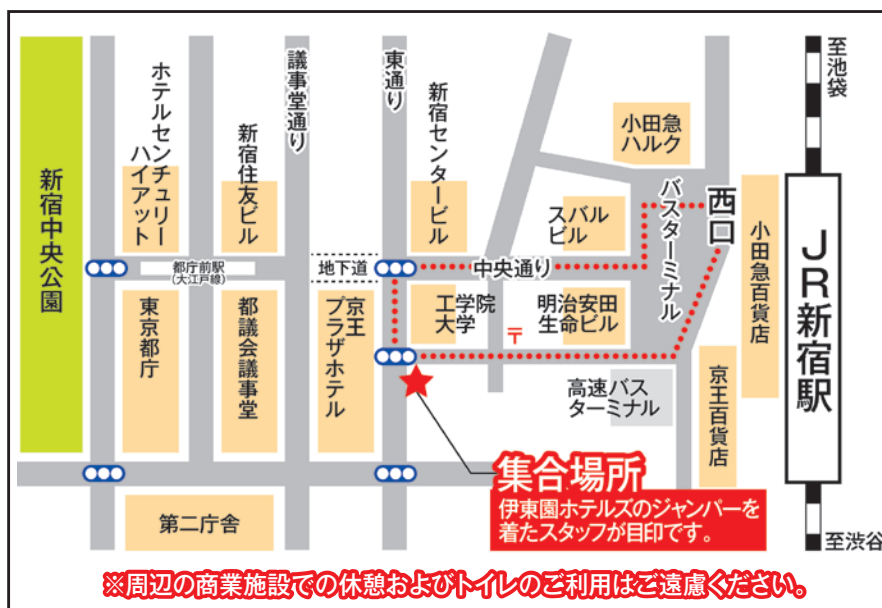 至池袋
ホテルセンチュリー
ハイアット
新宿住友ビル
議事堂通り
東通り
新宿センタービル
小田急
ハルク
新宿中央公園
スバル
ビル
バスターミナル
西口
小田急百貨店
JR新宿駅
都庁前駅
(大江戸線)
地下道
中央通り
東京都庁
都議会議事堂
京王
プラザホテル
工学院
大学
〒
明治安田
生命ビル
高速バス
ターミナル
京王百貨店
集合場所
伊東園ホテルズのジャンパーを
着たスタッフが目印です。
第二庁舎
至渋谷
※周辺の商業施設での休憩およびトイレのご利用はご遠慮ください。